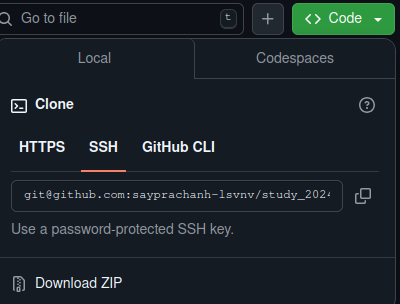 Go to file
t
Code
Local
Codespaces
Clone
HTTPS
SSH
GitHub CLI
git@github.com:sayprachanh-lsvnv/study_2024
Use a password-protected SSH key.
Download ZIP